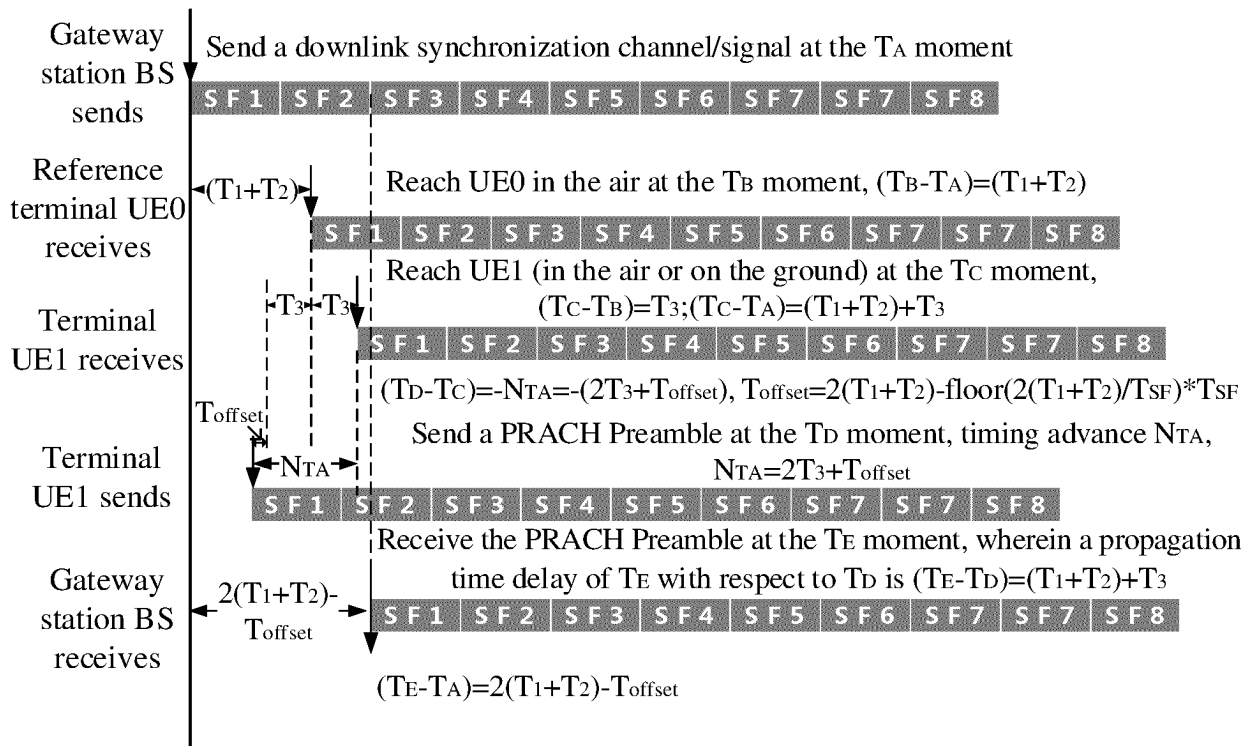 Gateway
station BS
sends
Send a downlink synchronization channel/signal at the TA moment
SF1 SF2 SF3 SF4 SF5 SF6 SF7 SF7 SF8
Reference
terminal UE0
receives
(T1+T2)
Reach UE0 in the air at the TB moment, (TB-TA)=(T1+T2)
SF1 SF2 SF3 SF4 SF5 SF6 SF7 SF7 SF8
Reach UE1 (in the air or on the ground) at the TC moment,
(TC-TB)=T3;(TC-TA)=(T1+T2)+T3
T3 T3
Terminal
UE1 receives
SF1 SF2 SF3 SF4 SF5 SF6 SF7 SF7 SF8
(TD-TC)=-NTA=-(2T3+Toffset), Toffset=2(T1+T2)-floor(2(T1+T2)/TSF)*TSF
Toffset
Send a PRACH Preamble at the TD moment, timing advance NTA,
NTA=2T3+Toffset
Terminal
UE1 sends
NTA
SF1 SF2 SF3 SF4 SF5 SF6 SF7 SF7 SF8
Receive the PRACH Preamble at the TE moment, wherein a propagation
time delay of TE with respect to TD is (TE-TD)=(T1+T2)+T3
Gateway
station BS
receives
2(T1+T2)-
Toffset
SF1 SF2 SF3 SF4 SF5 SF6 SF7 SF7 SF8
(TE-TA)=2(T1+T2)-Toffset